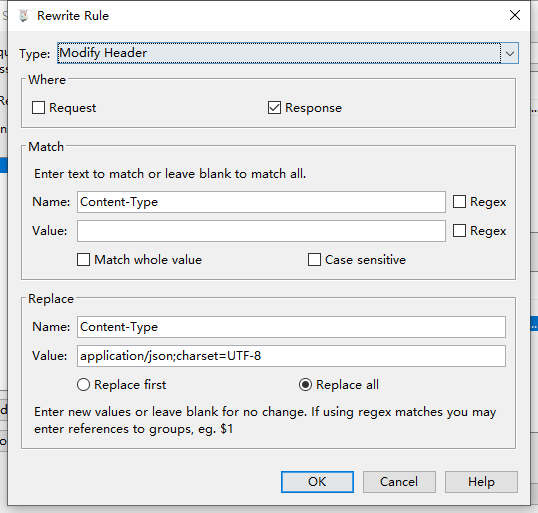 Rewrite Rule
Type: Modify Header
Where
Request Response
Match
Enter text to match or leave blank to match all.
Name: Content-Type Regex
Value: Regex
Match whole value Case sensitive
Replace
Name: Content-Type
Value: application/json;charset=UTF-8
Replace first Replace all
Enter new values or leave blank for no change. If using regex matches you may
enter references to groups, eg. $1
OK Cancel Help